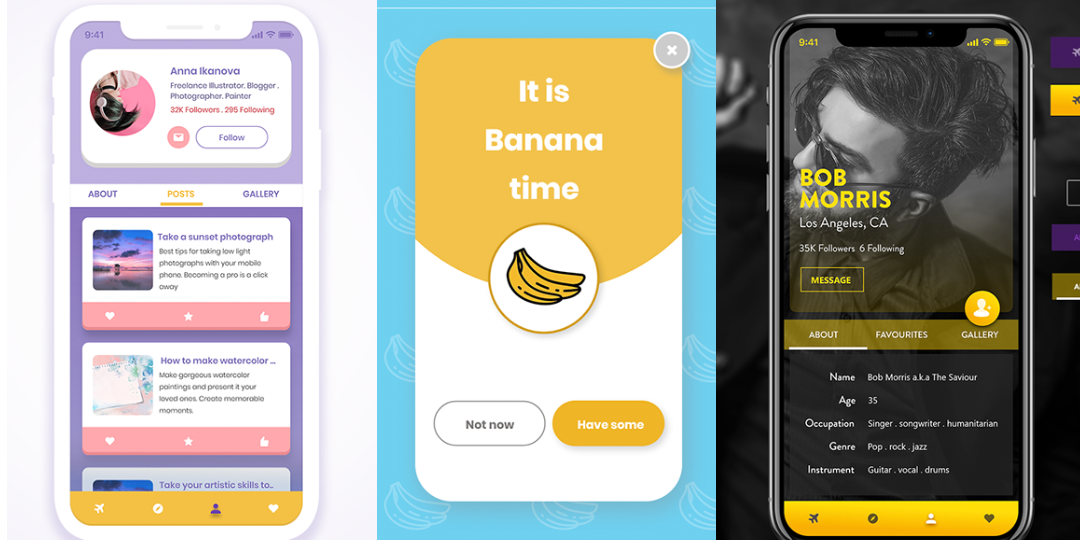 9:41
Anna Ikanova
Freelance Illustrator. Blogger .
Photographer. Painter
32K Followers . 295 Following
Follow
ABOUT POSTS GALLERY
Take a sunset photograph
Best tips for taking low light
photographs with your mobile
phone. Becoming a pro is a click
away
How to make watercolor ...
Make gorgeous watercolor
paintings and present it your
loved ones. Create memorable
moments.
Take your artistic skills to..
It is
Banana
time
Not now
Have some
9:41
BOB
MORRIS
Los Angeles, CA
35K Followers 6 Following
MESSAGE
ABOUT FAVOURITES GALLERY
Name Bob Morris a.k.a The Saviour
Age 35
Occupation Singer . songwriter . humanitarian
Genre Pop . rock . jazz
Instrument Guitar . vocal . drums